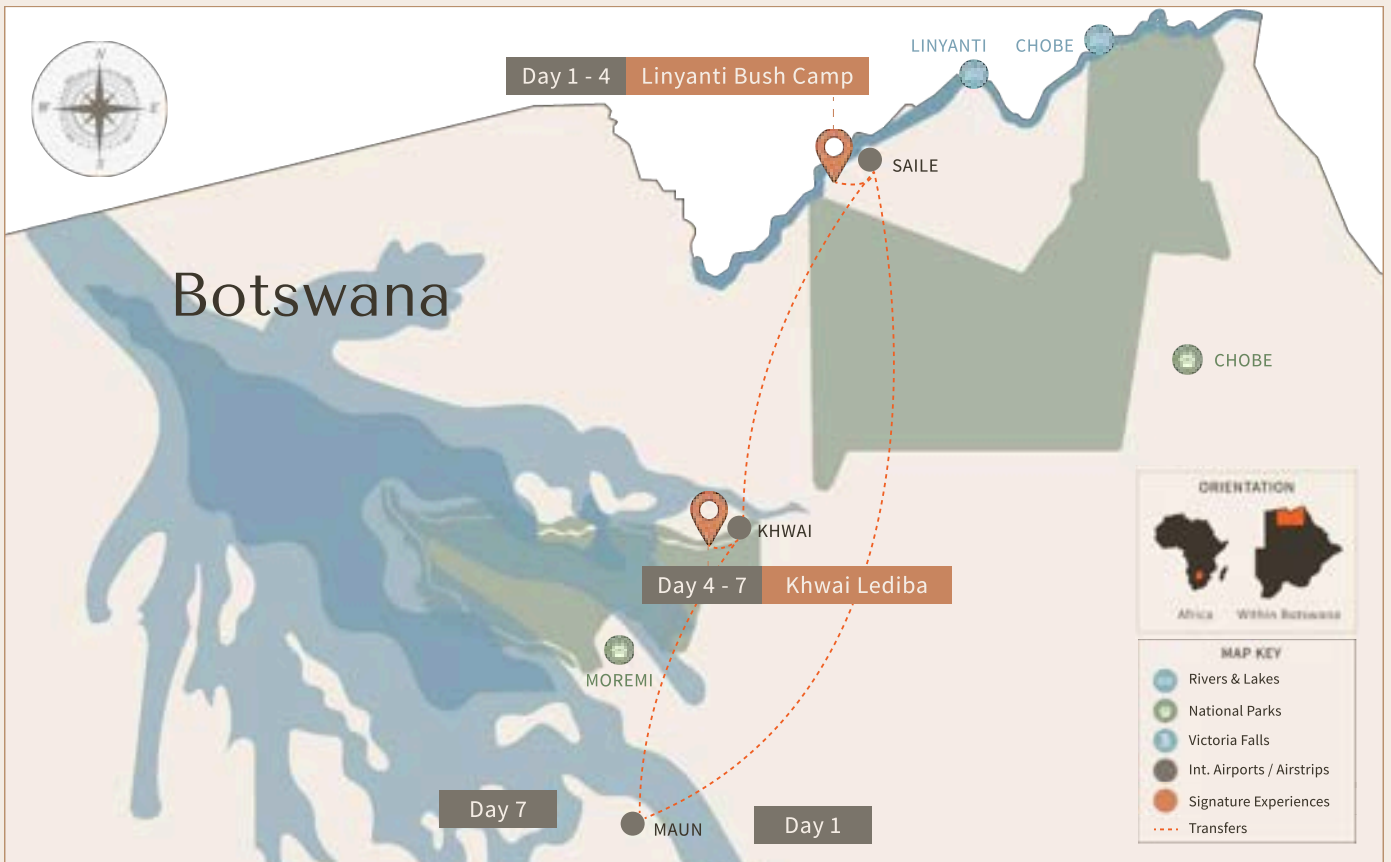 N
W
E
S
LINYANTI
CHOBE
Day 1 - 4
Linyanti Bush Camp
SAILE
Botswana
CHOBE
KHWAI
Day 4 - 7
Khwai Lediba
MOREMI
Day 7
MAUN
Day 1
ORIENTATION
Africa
Within Botswana
MAP KEY
Rivers & Lakes
National Parks
Victoria Falls
Int. Airports / Airstrips
Signature Experiences
Transfers